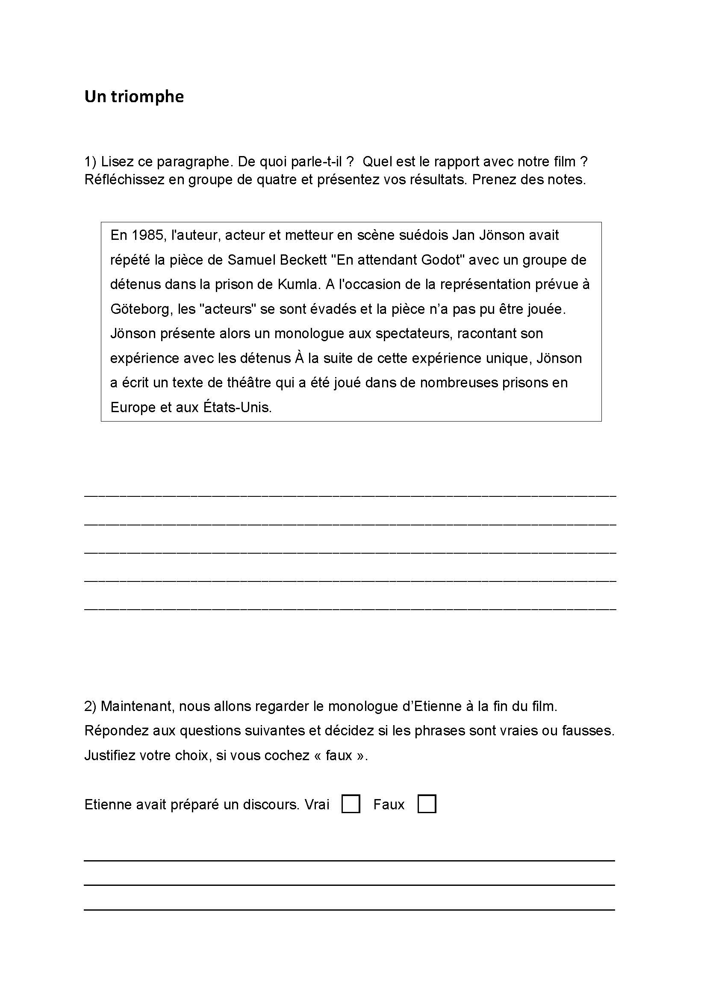 Un triomphe
1) Lisez ce paragraphe. De quoi parle-t-il ?  Quel est le rapport avec notre film ?
Réfléchissez en groupe de quatre et présentez vos résultats. Prenez des notes.
En 1985, l'auteur, acteur et metteur en scène suédois Jan Jönson avait
répété la pièce de Samuel Beckett "En attendant Godot" avec un groupe de
détenus dans la prison de Kumla. A l'occasion de la représentation prévue à
Göteborg, les "acteurs" se sont évadés et la pièce n’a pas pu être jouée.
Jönson présente alors un monologue aux spectateurs, racontant son
expérience avec les détenus À la suite de cette expérience unique, Jönson
a écrit un texte de théâtre qui a été joué dans de nombreuses prisons en
Europe et aux États-Unis.
2) Maintenant, nous allons regarder le monologue d’Etienne à la fin du film.
Répondez aux questions suivantes et décidez si les phrases sont vraies ou fausses.
Justifiez votre choix, si vous cochez « faux ».
Etienne avait préparé un discours. Vrai Faux